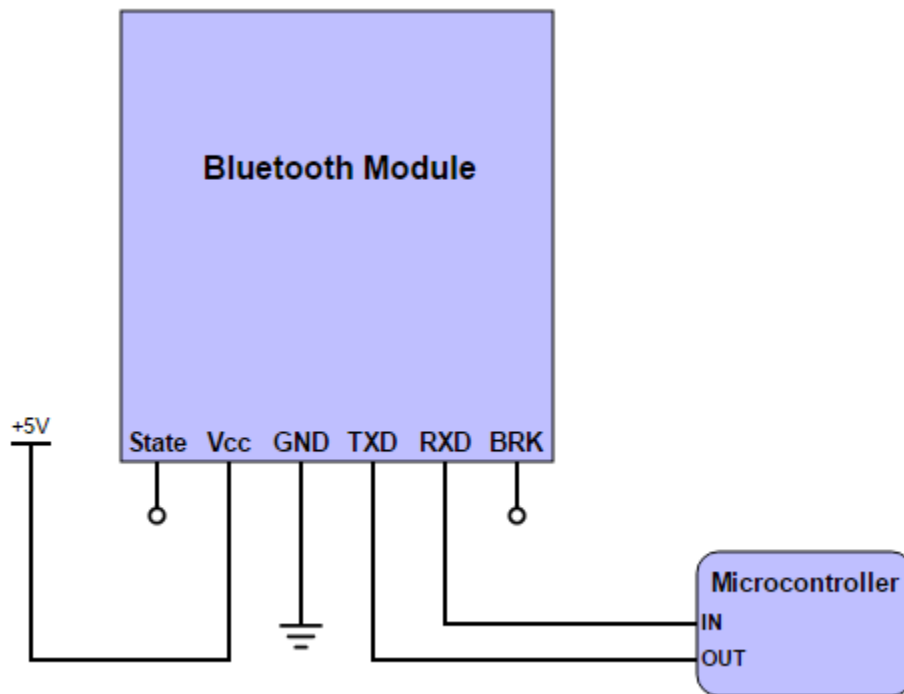 Bluetooth Module
+5V
State Vcc GND TXD RXD BRK
Microcontroller
IN
OUT